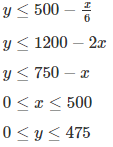 y ≤ 500 − x/6
y ≤ 1200 − 2x
y ≤ 750 − x
0 ≤ x ≤ 500
0 ≤ y ≤ 475